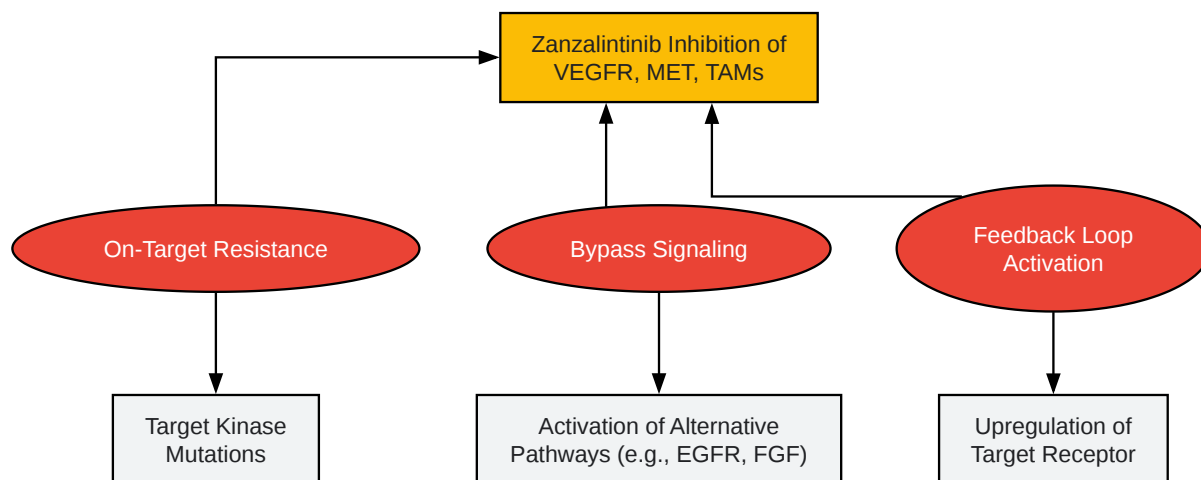 Zanzalintinib Inhibition of
VEGFR, MET, TAMs
On-Target Resistance
Bypass Signaling
Feedback Loop
Activation
Target Kinase
Mutations
Activation of Alternative
Pathways (e.g., EGFR, FGF)
Upregulation of
Target Receptor